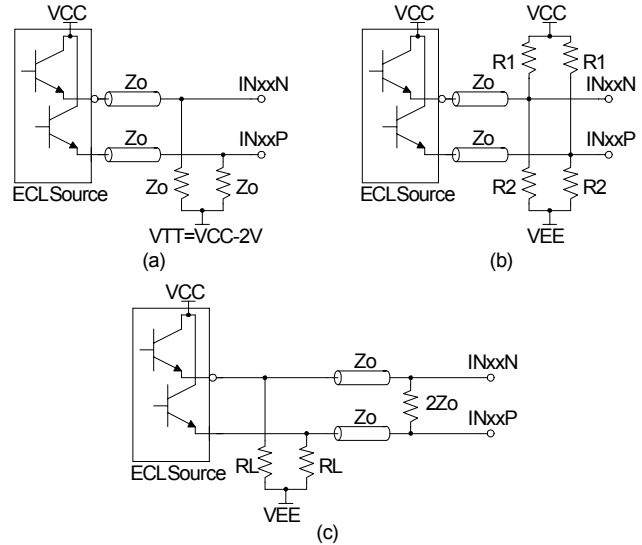 VCC
Zo
INxxN
Zo
INxxP
Zo
Zo
ECLSource
VTT=VCC-2V
(a)
VCC
VCC
R1
R1
Zo
INxxN
Zo
INxxP
R2
R2
ECLSource
VEE
(b)
VCC
Zo
INxxN
2Zo
Zo
INxxP
RL
RL
ECLSource
VEE
(c)